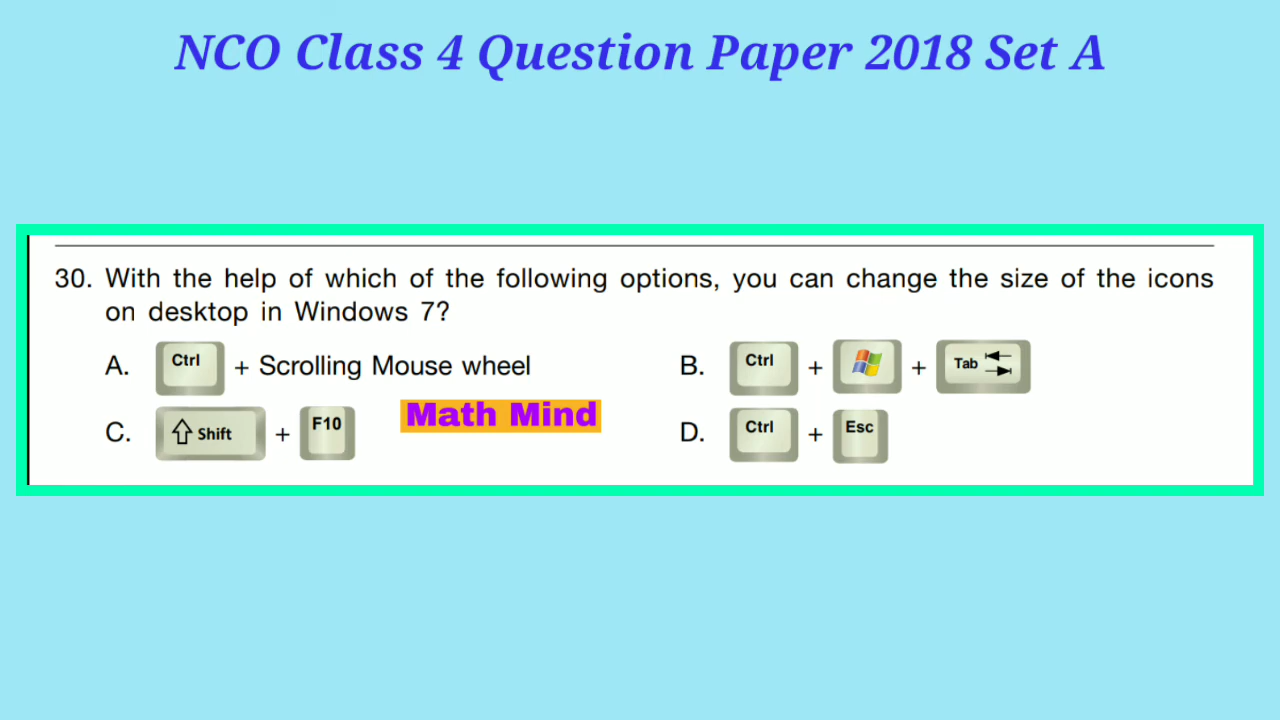 NCO Class 4 Question Paper 2018 Set A
30. With the help of which of the following options, you can change the size of the icons
on desktop in Windows 7?
A. Ctrl + Scrolling Mouse wheel
B. Ctrl + + Tab
C. Shift + F10
Math Mind
D. Ctrl + Esc